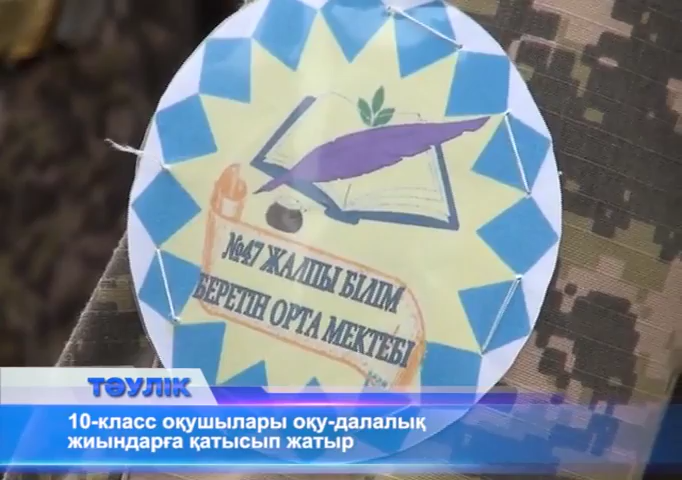 №47 ЖАЛПЫ БІЛІМ
БЕРЕТІН ОРТА МЕКТЕБІ
ТӘУЛІК
10-класс оқушылары оқу-далалық
жиындарға қатысып жатыр